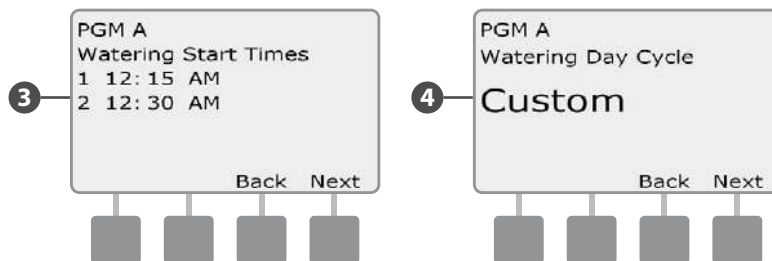 PGM A
Watering Start Times
1 12:15 AM
2 12:30 AM
3
Back Next
PGM A
Watering Day Cycle
4
Custom
Back Next